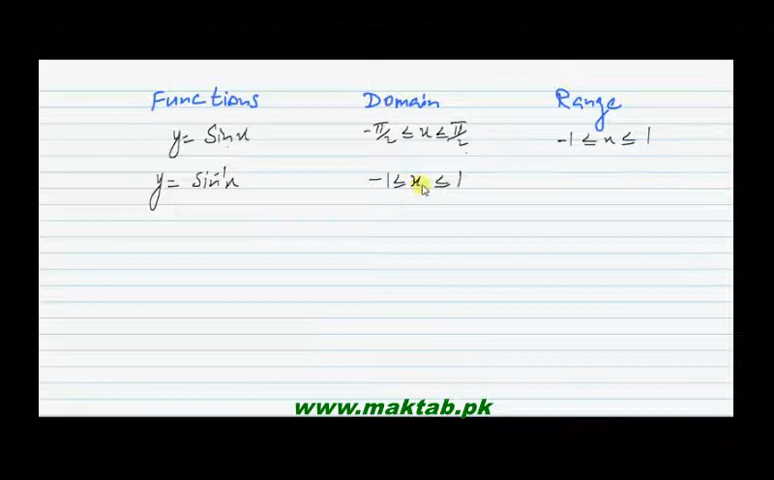 Functions Domain Range
y = Sin x -π/2 ≤ x ≤ π/2 -1 ≤ x ≤ 1
y = Sin⁻¹x -1 ≤ x ≤ 1
www.maktab.pk